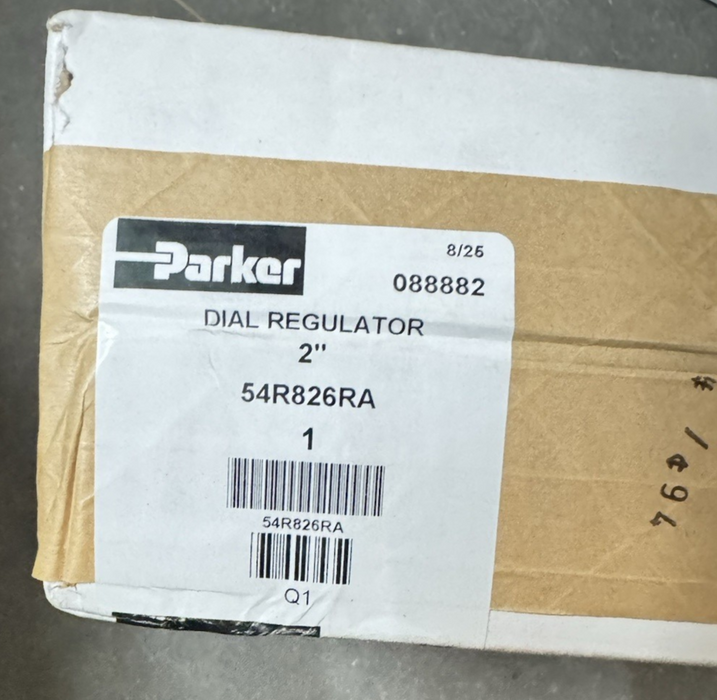 Parker
8/25
088882
DIAL REGULATOR
2"
54R826RA
1
54R826RA
Q1